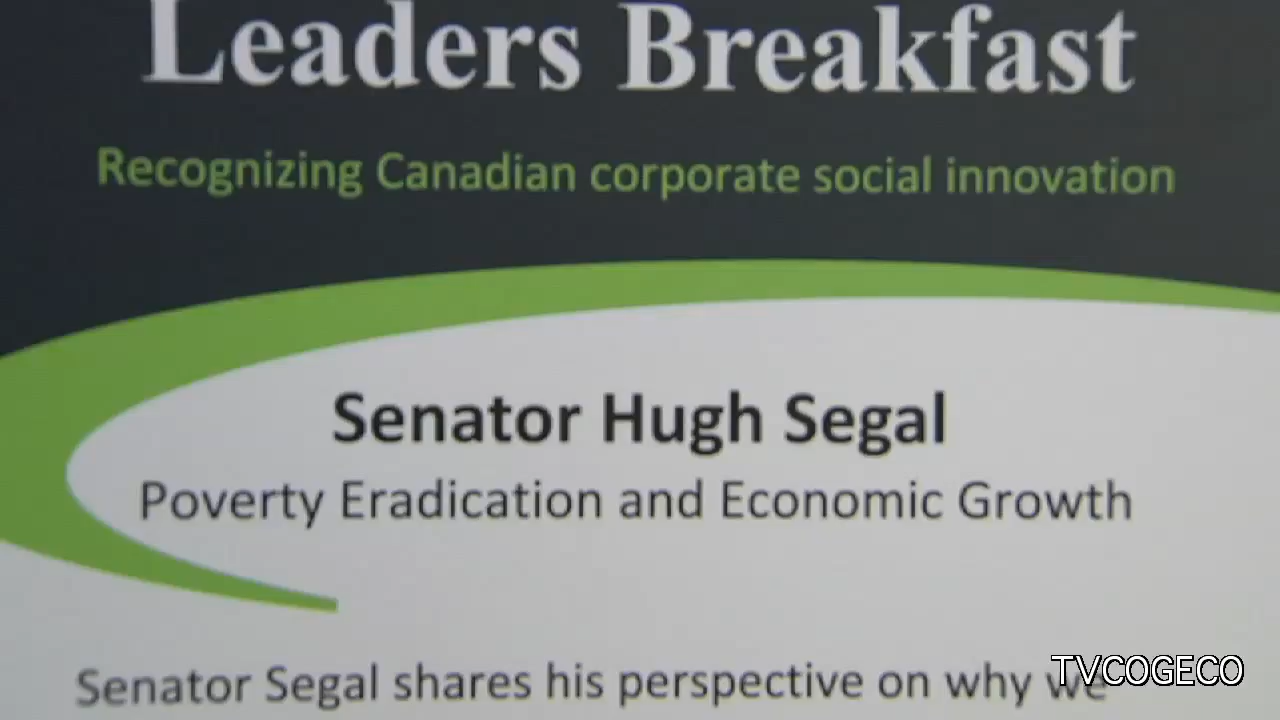 Leaders Breakfast
Recognizing Canadian corporate social innovation
Senator Hugh Segal
Poverty Eradication and Economic Growth
Senator Segal shares his perspective on why we
TVCOGECO